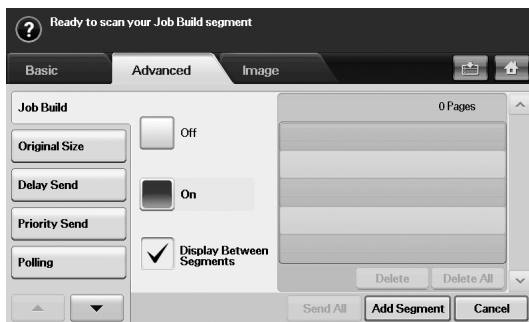 Ready to scan your Job Build segment
Basic
Advanced
Image
Job Build
0 Pages
Off
Original Size
Delay Send
On
Priority Send
Display Between
Segments
Polling
Delete
Delete All
Send All
Add Segment
Cancel